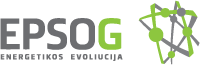 EPSOG
ENERGETIKOS EVOLIUCIJA